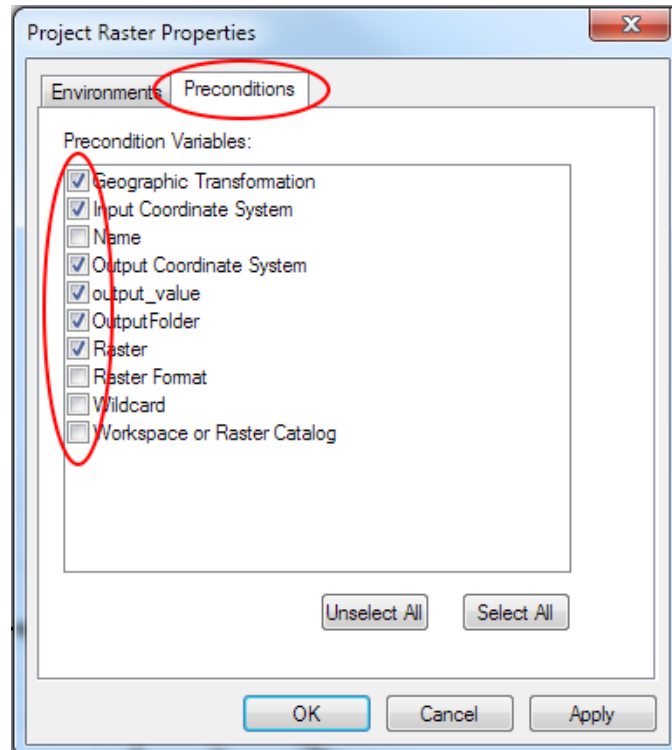 Project Raster Properties
Environments
Preconditions
Precondition Variables:
Geographic Transformation
Input Coordinate System
Name
Output Coordinate System
output_value
OutputFolder
Raster
Raster Format
Wildcard
Workspace or Raster Catalog
Unselect All
Select All
OK
Cancel
Apply